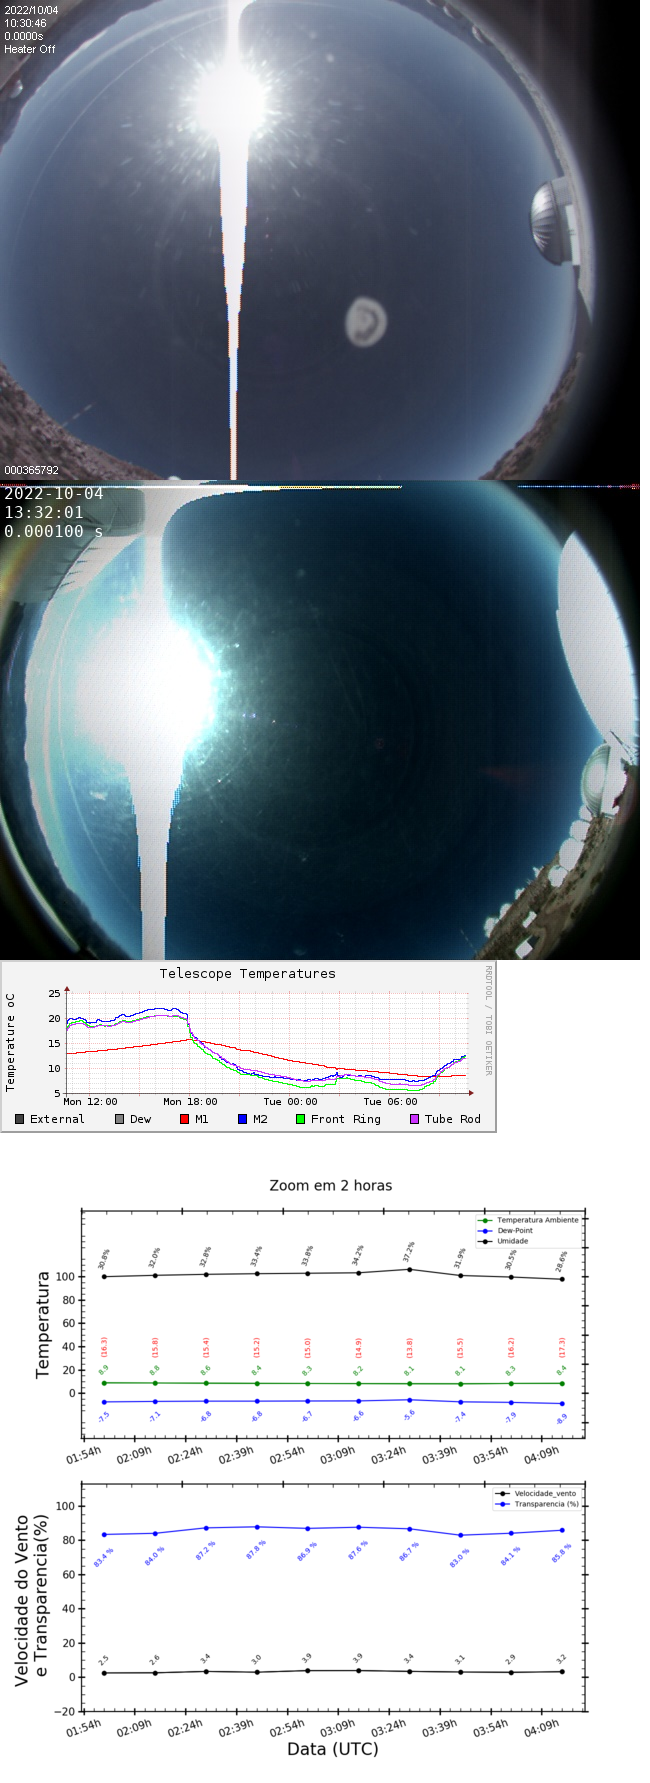 2022/10/04
10:30:46
0.0000s
Heater Off
000365792
2022-10-04
13:32:01
0.000100 s
Telescope Temperatures
RRDTOOL / TOBI OETIKER
Temperature oC
25
20
15
10
5
Mon 12:00 Mon 18:00 Tue 00:00 Tue 06:00
External Dew M1 M2 Front Ring Tube Rod
Zoom em 2 horas
Temperatura Ambiente
Dew-Point
Umidade
Temperatura
100
80
60
40
20
0
30.8% 32.0% 32.8% 33.4% 33.8% 34.2% 37.2% 31.9% 30.5% 28.6%
(16.3) (15.8) (15.4) (15.2) (15.0) (14.9) (13.8) (15.5) (16.2) (17.3)
8.9 8.8 8.6 8.4 8.3 8.2 8.1 8.1 8.3 8.4
-7.5 -7.1 -6.8 -6.8 -6.7 -6.6 -5.6 -7.4 -7.9 -8.9
01:54h 02:09h 02:24h 02:39h 02:54h 03:09h 03:24h 03:39h 03:54h 04:09h
Velocidade_vento
Transparencia (%)
Velocidade do Vento
e Transparencia(%)
100
80
60
40
20
0
−20
83.4 % 84.0 % 87.2 % 87.8 % 86.9 % 87.6 % 86.7 % 83.0 % 84.1 % 85.8 %
2.5 2.6 3.4 3.0 3.9 3.9 3.4 3.1 2.9 3.2
01:54h 02:09h 02:24h 02:39h 02:54h 03:09h 03:24h 03:39h 03:54h 04:09h
Data (UTC)